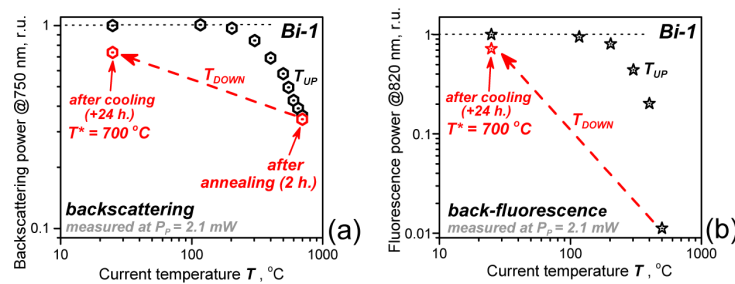 Bi-1
T_UP
T_DOWN
after cooling
(+24 h.)
T* = 700 °C
after
annealing (2 h.)
backscattering
measured at P_P = 2.1 mW
(a)
1
0.1
10
100
1000
Backscattering power @750 nm, r.u.
Current temperature T , °C
Bi-1
T_UP
T_DOWN
after cooling
(+24 h.)
T* = 700 °C
back-fluorescence
measured at P_P = 2.1 mW
(b)
1
0.1
0.01
10
100
1000
Fluorescence power @820 nm, r.u.
Current temperature T , °C